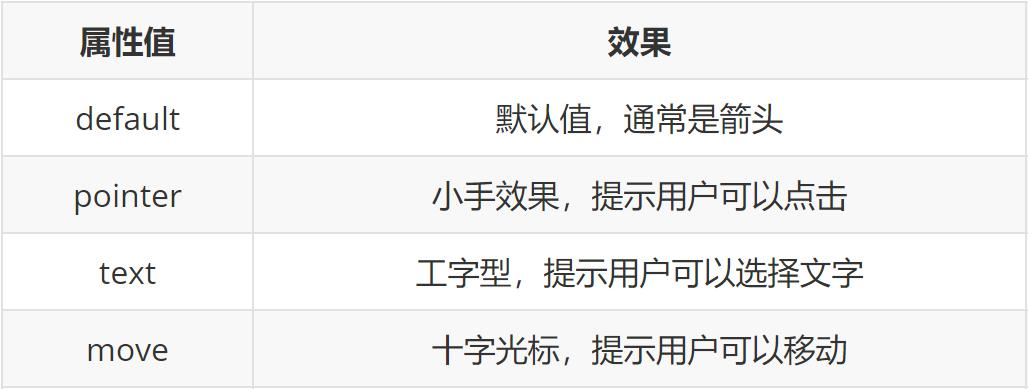 属性值 效果
default 默认值，通常是箭头
pointer 小手效果，提示用户可以点击
text 工字型，提示用户可以选择文字
move 十字光标，提示用户可以移动